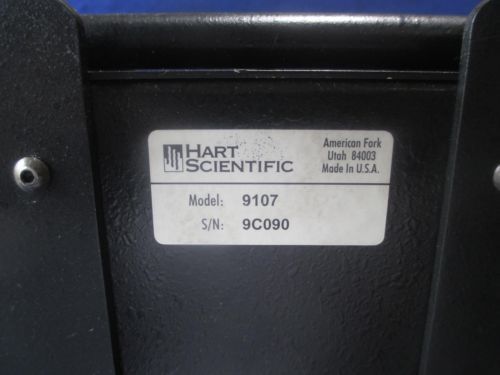 HART
SCIENTIFIC
American Fork
Utah 84003
Made In U.S.A.
Model: 9107
S/N: 9C090